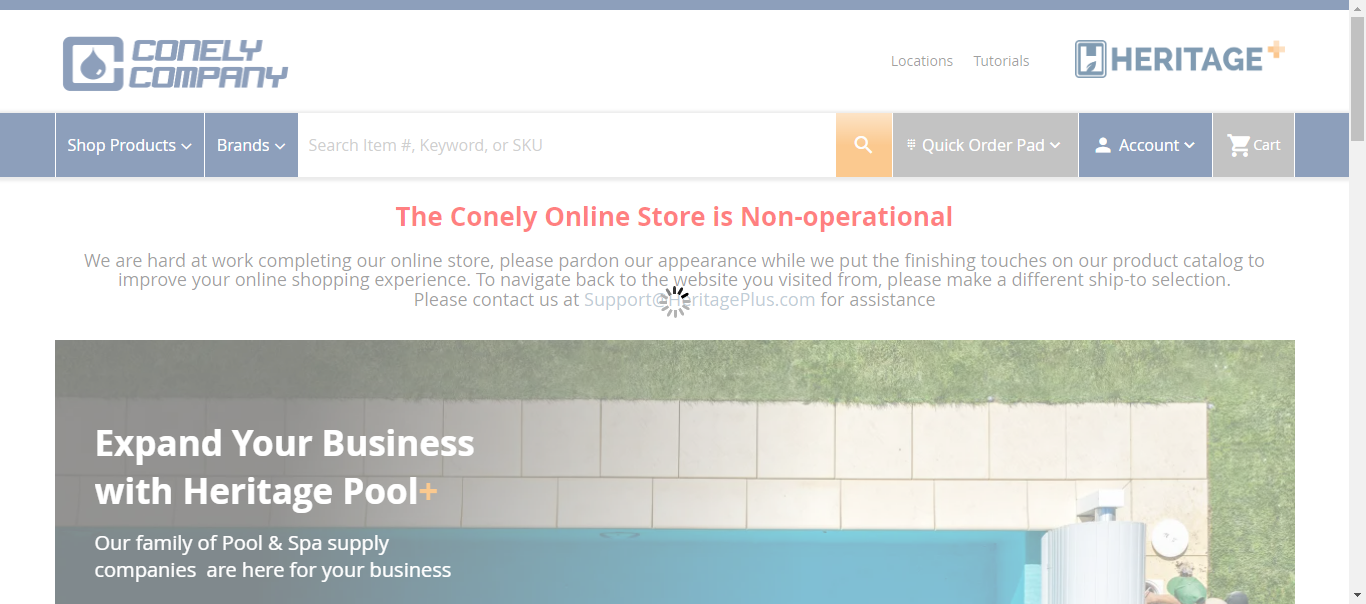 CONELY
COMPANY
Locations
Tutorials
HERITAGE+
Shop Products
Brands
Search Item #, Keyword, or SKU
Quick Order Pad
Account
Cart
The Conely Online Store is Non-operational
We are hard at work completing our online store, please pardon our appearance while we put the finishing touches on our product catalog to
improve your online shopping experience. To navigate back to the website you visited from, please make a different ship-to selection.
Please contact us at Support@HeritagePlus.com for assistance
Expand Your Business
with Heritage Pool+
Our family of Pool & Spa supply
companies are here for your business